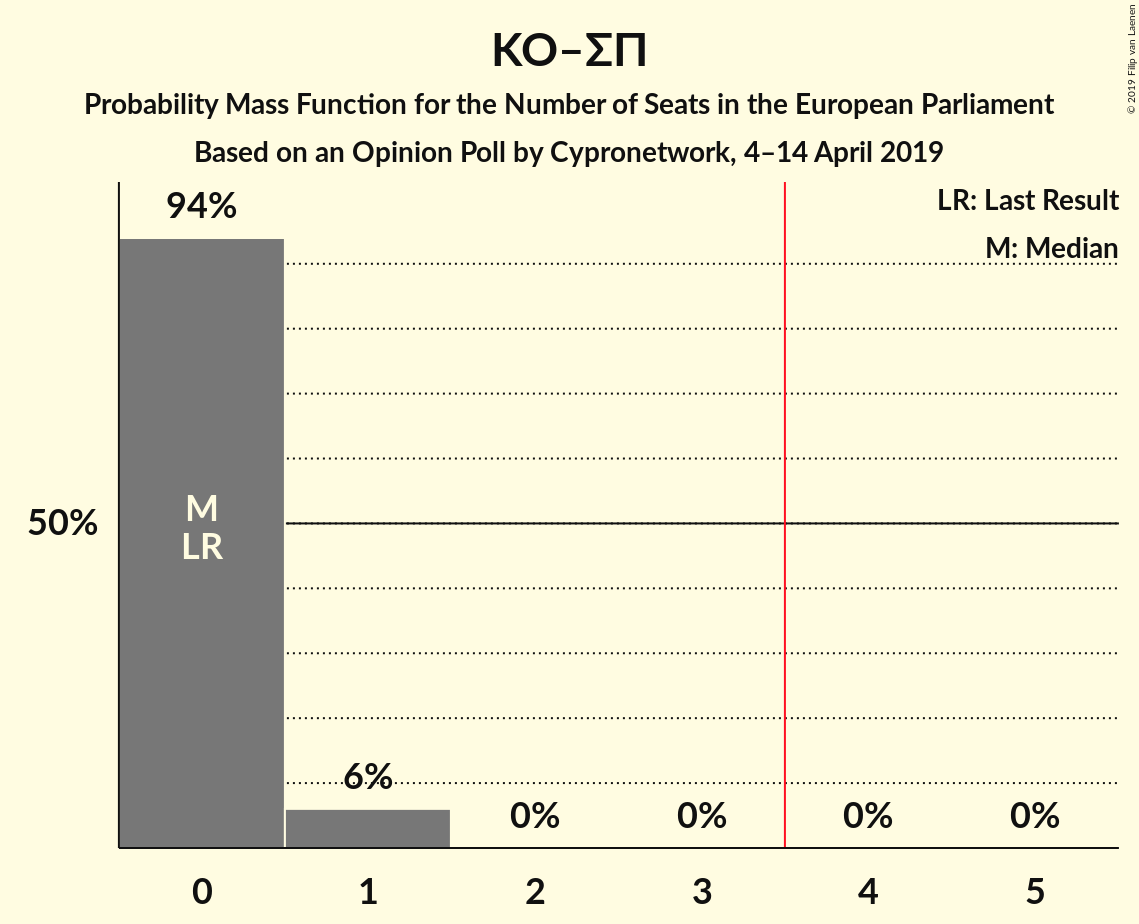 ΚΟ–ΣΠ
Probability Mass Function for the Number of Seats in the European Parliament
Based on an Opinion Poll by Cypronetwork, 4–14 April 2019
© 2019 Filip van Laenen
LR: Last Result
M: Median
94%
50%
M
LR
6%
0%
0%
0%
0%
0
1
2
3
4
5